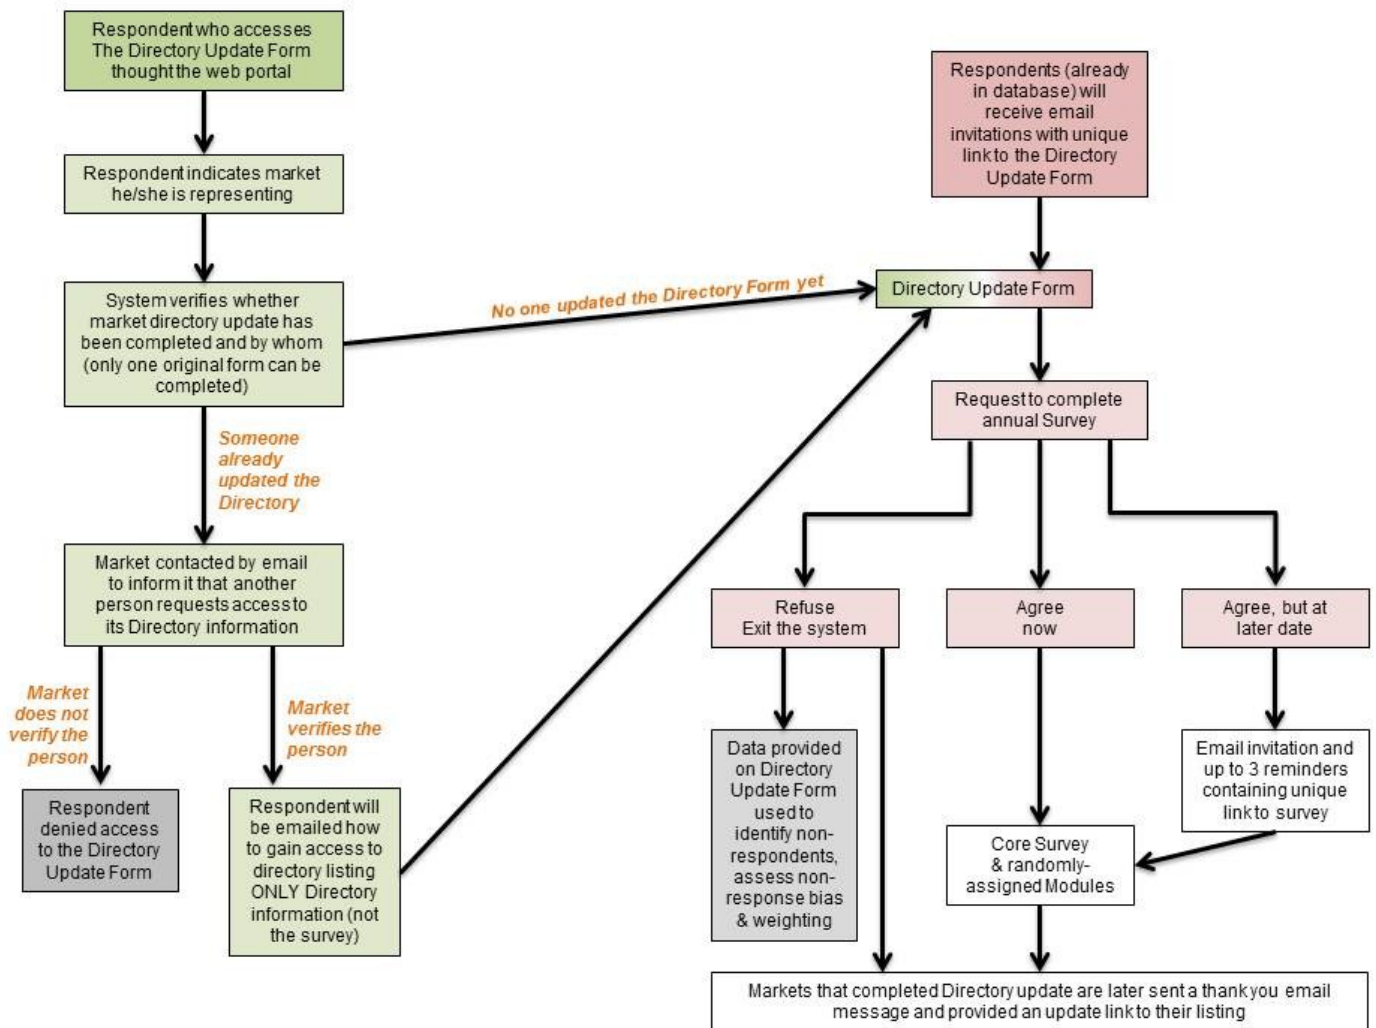 Respondent who accesses
The Directory Update Form
thought the web portal
Respondent indicates market
he/she is representing
System verifies whether
market directory update has
been completed and by whom
(only one original form can be
completed)
No one updated the Directory Form yet
Someone
already
updated the
Directory
Market contacted by email
to inform it that another
person requests access to
its Directory information
Market
does not
verify the
person
Market
verifies the
person
Respondent
denied access
to the Directory
Update Form
Respondent will
be emailed how
to gain access to
directory listing
ONLY Directory
information (not
the survey)
Respondents (already
in database) will
receive email
invitations with unique
link to the Directory
Update Form
Directory Update Form
Request to complete
annual Survey
Refuse
Exit the system
Agree
now
Agree, but at
later date
Data provided
on Directory
Update Form
used to
identify non-
respondents,
assess non-
response bias
& weighting
Email invitation and
up to 3 reminders
containing unique
link to survey
Core Survey
& randomly-
assigned Modules
Markets that completed Directory update are later sent a thank you email
message and provided an update link to their listing